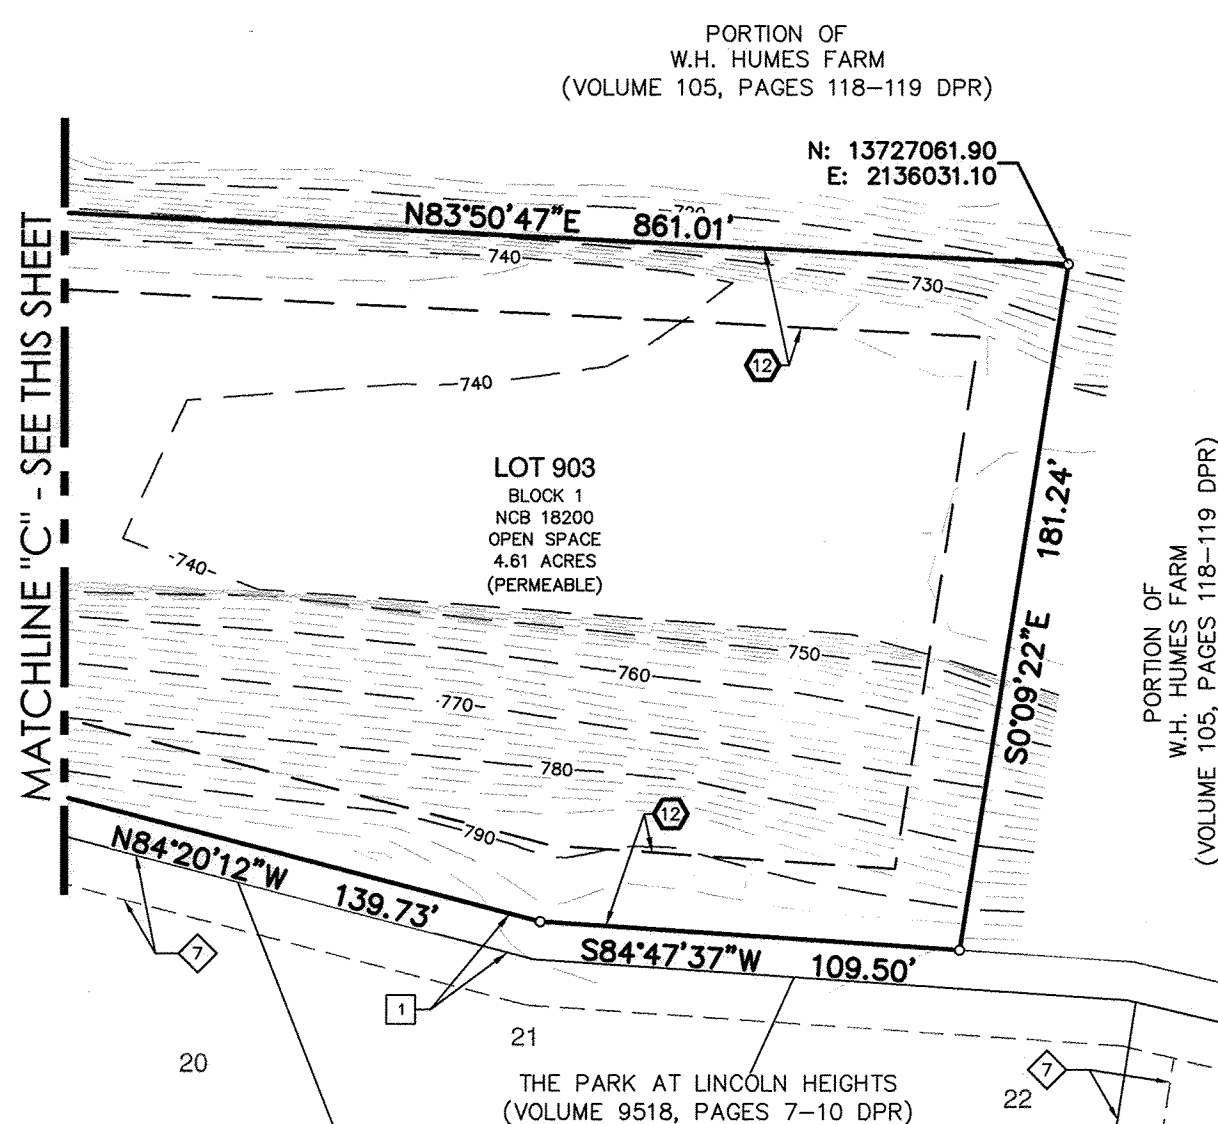 PORTION OF
W.H. HUMES FARM
(VOLUME 105, PAGES 118–119 DPR)
N: 13727061.90
E: 2136031.10
720
N83°50'47"E 861.01'
740
730
12
740
MATCHLINE "C" - SEE THIS SHEET
LOT 903
BLOCK 1
NCB 18200
OPEN SPACE
4.61 ACRES
(PERMEABLE)
181.24'
S0°09'22"E
PORTION OF
W.H. HUMES FARM
(VOLUME 105, PAGES 118–119 DPR)
740
750
760
770
780
790
12
N84°20'12"W 139.73'
S84°47'37"W 109.50'
7
1
20
21
22
7
THE PARK AT LINCOLN HEIGHTS
(VOLUME 9518, PAGES 7–10 DPR)